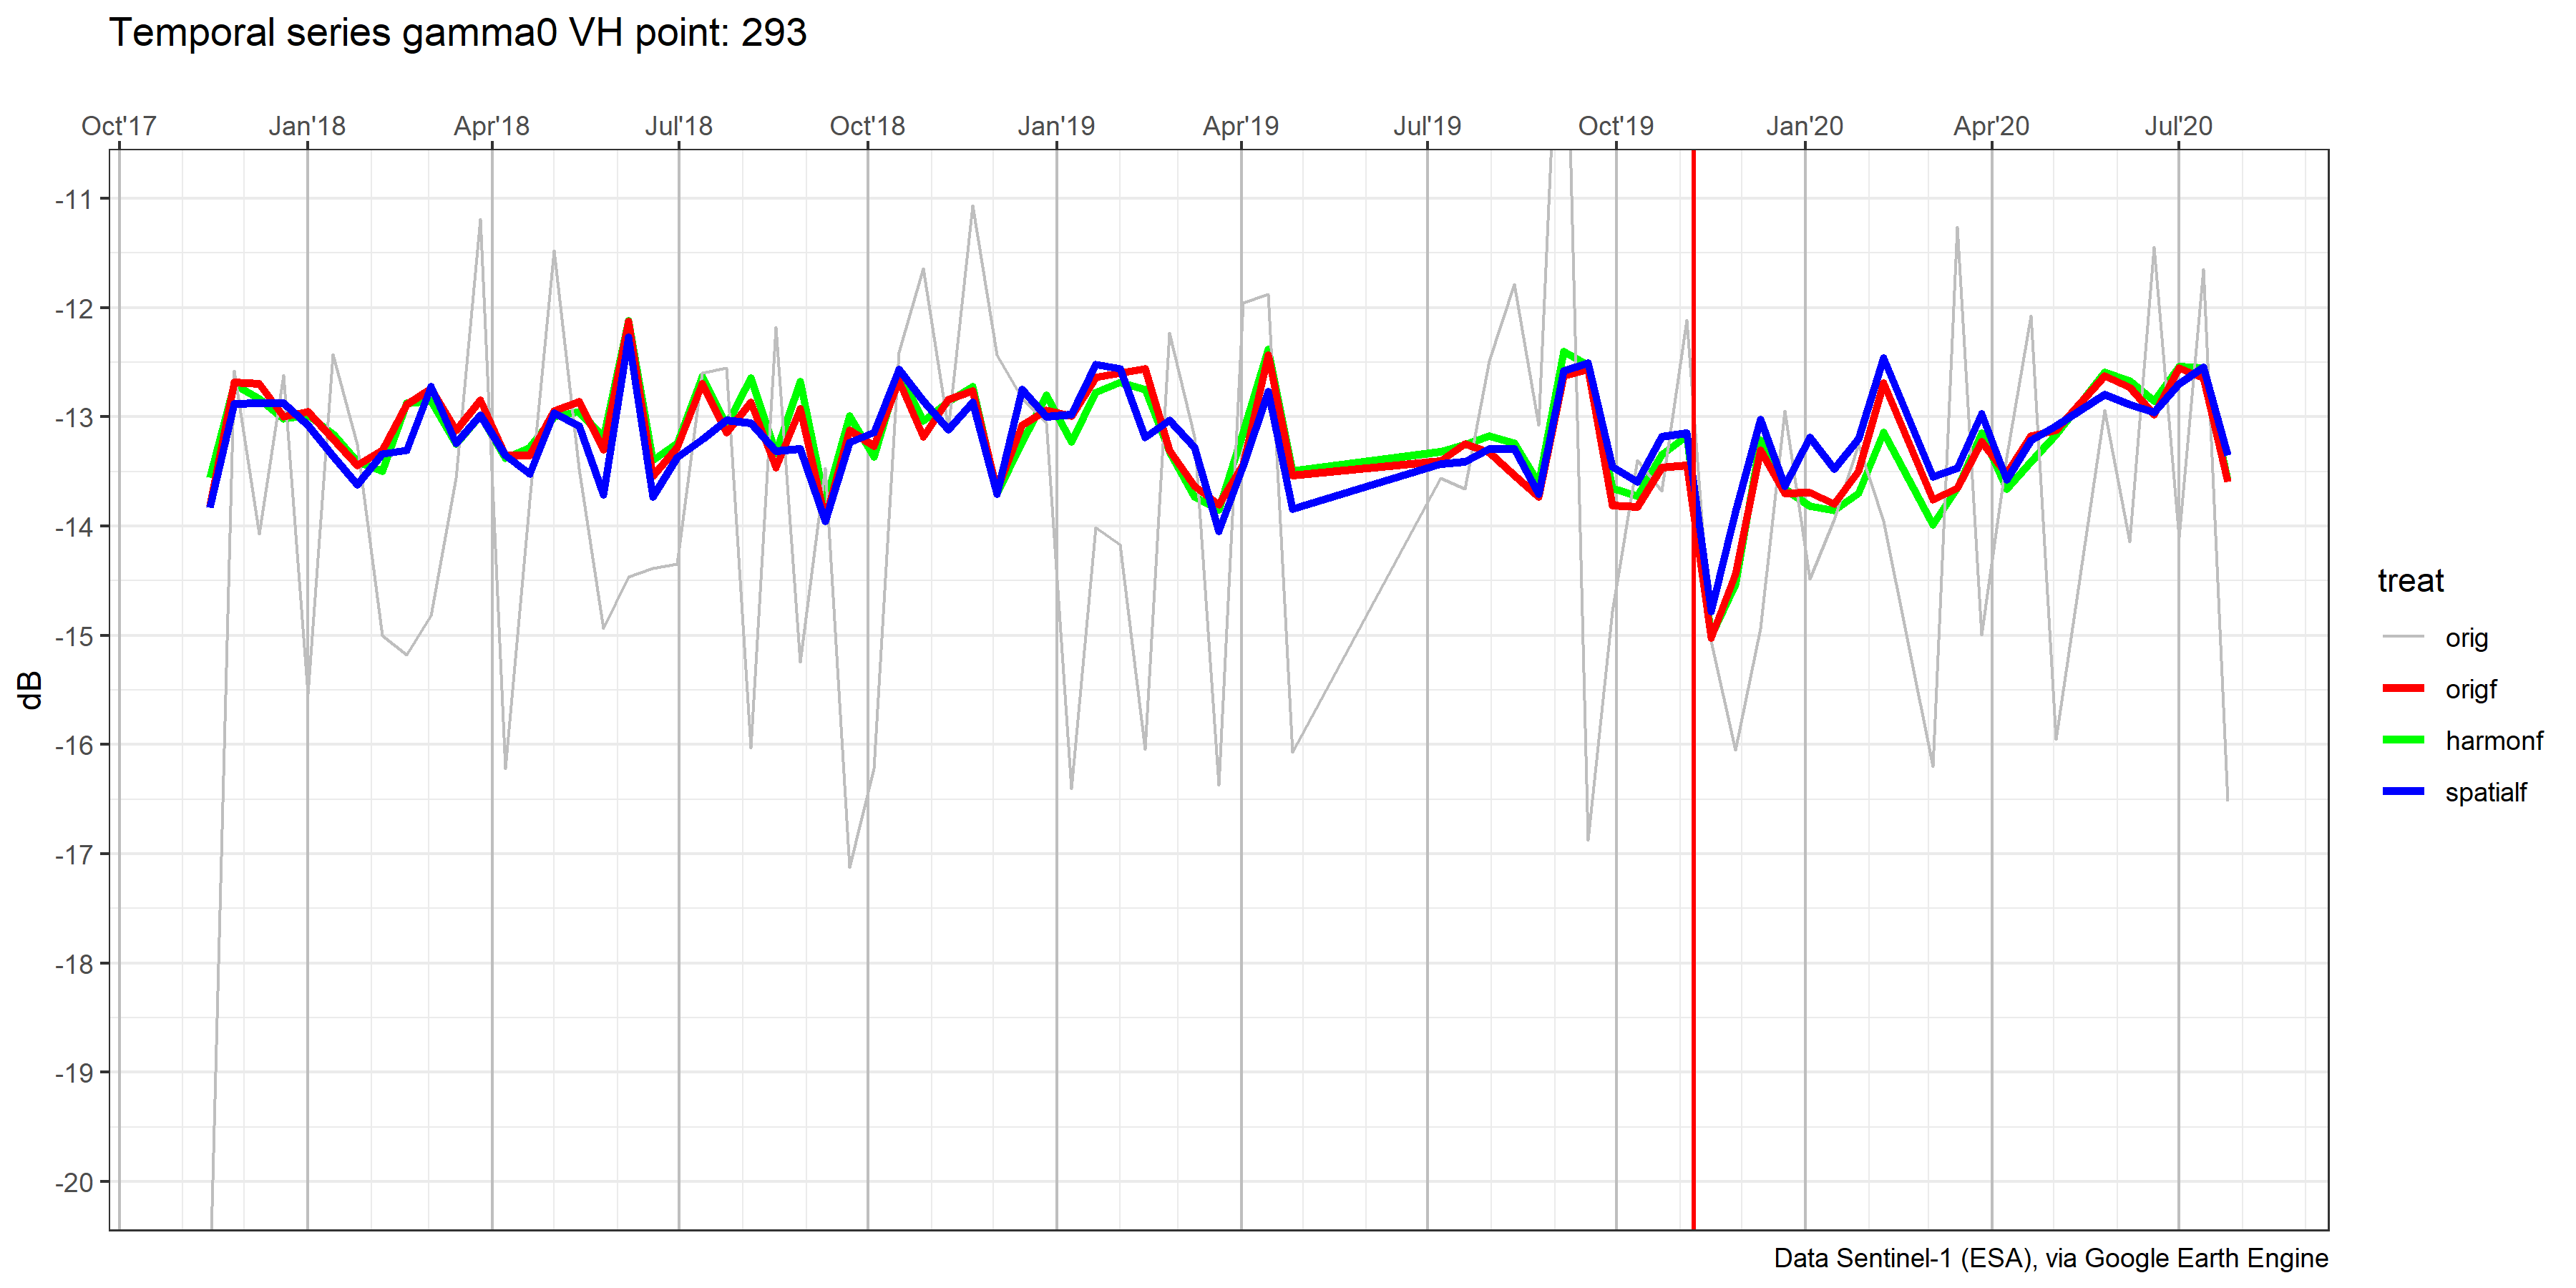 Temporal series gamma0 VH point: 293
Oct'17 Jan'18 Apr'18 Jul'18 Oct'18 Jan'19 Apr'19 Jul'19 Oct'19 Jan'20 Apr'20 Jul'20
-11
-12
-13
-14
-15
-16
-17
-18
-19
-20
dB
treat
orig
origf
harmonf
spatialf
Data Sentinel-1 (ESA), via Google Earth Engine